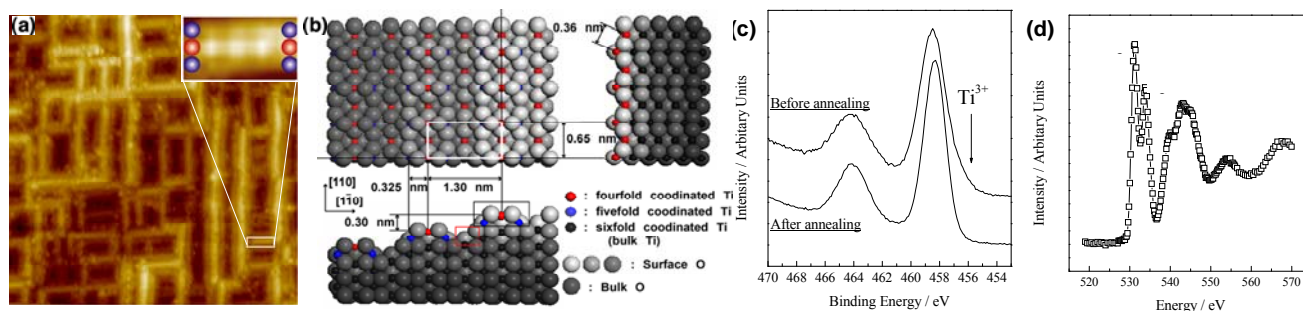 (a)
(b)
0.36 nm
0.65 nm
0.325 nm 1.30 nm
[110]
[11̄0]
0.30 nm
: fourfold coodinated Ti
: fivefold coodinated Ti
: sixfold coodinated Ti
(bulk Ti)
: Surface O
: Bulk O
(c)
Ti3+
Before annealing
After annealing
Intensity / Arbitary Units
470 468 466 464 462 460 458 456 454
Binding Energy / eV
(d)
Intensity / Arbitrary Units
520 530 540 550 560 570
Energy / eV